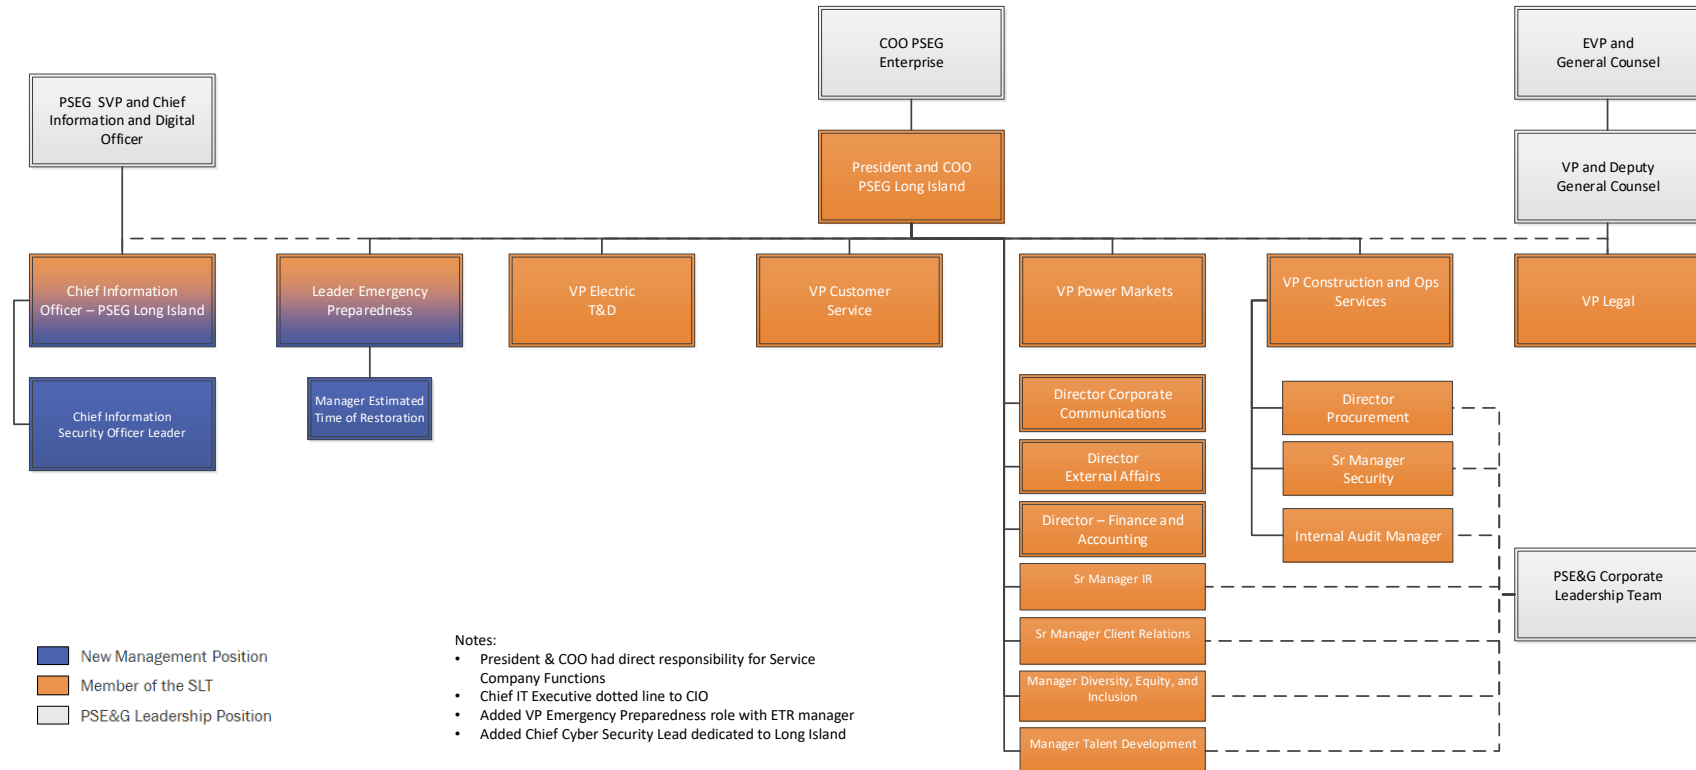 COO PSEG
Enterprise
EVP and
General Counsel
PSEG SVP and Chief
Information and Digital
Officer
President and COO
PSEG Long Island
VP and Deputy
General Counsel
Chief Information
Officer – PSEG Long Island
Leader Emergency
Preparedness
VP Electric
T&D
VP Customer
Service
VP Power Markets
VP Construction and Ops
Services
VP Legal
Chief Information
Security Officer Leader
Manager Estimated
Time of Restoration
Director Corporate
Communications
Director
External Affairs
Director – Finance and
Accounting
Sr Manager IR
Sr Manager Client Relations
Manager Diversity, Equity, and
Inclusion
Manager Talent Development
Director
Procurement
Sr Manager
Security
Internal Audit Manager
PSE&G Corporate
Leadership Team
New Management Position
Member of the SLT
PSE&G Leadership Position
Notes:
• President & COO had direct responsibility for Service
Company Functions
• Chief IT Executive dotted line to CIO
• Added VP Emergency Preparedness role with ETR manager
• Added Chief Cyber Security Lead dedicated to Long Island